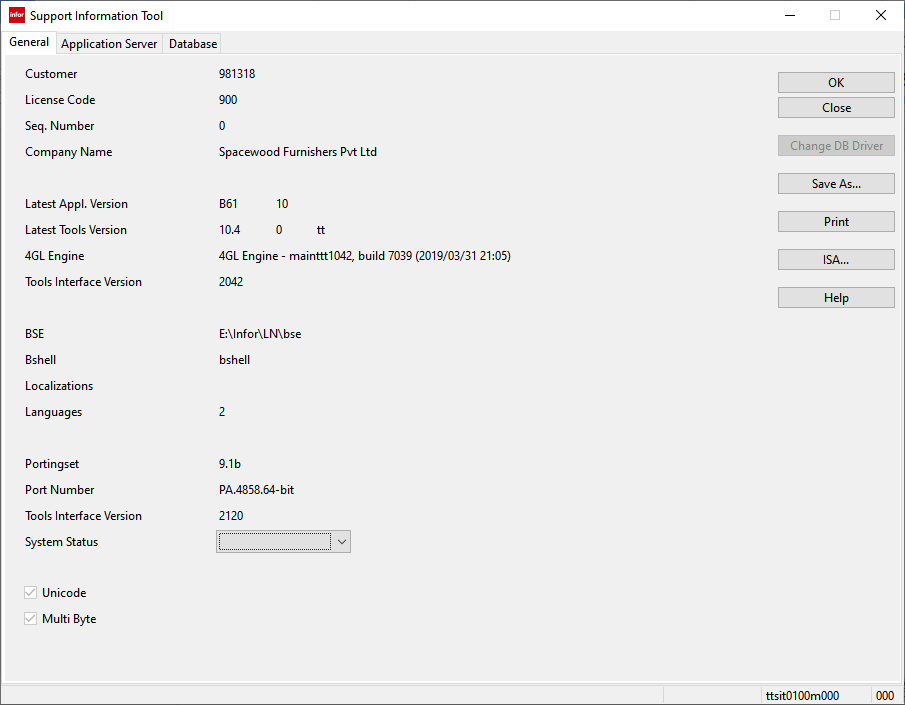 infor Support Information Tool
General Application Server Database
Customer 981318
License Code 900
Seq. Number 0
Company Name Spacewood Furnishers Pvt Ltd
Latest Appl. Version B61 10
Latest Tools Version 10.4 0 tt
4GL Engine 4GL Engine - mainttt1042, build 7039 (2019/03/31 21:05)
Tools Interface Version 2042
BSE E:\Infor\LN\bse
Bshell bshell
Localizations
Languages 2
Portingset 9.1b
Port Number PA.4858.64-bit
Tools Interface Version 2120
System Status
Unicode
Multi Byte
OK
Close
Change DB Driver
Save As...
Print
ISA...
Help
ttsit0100m000 000